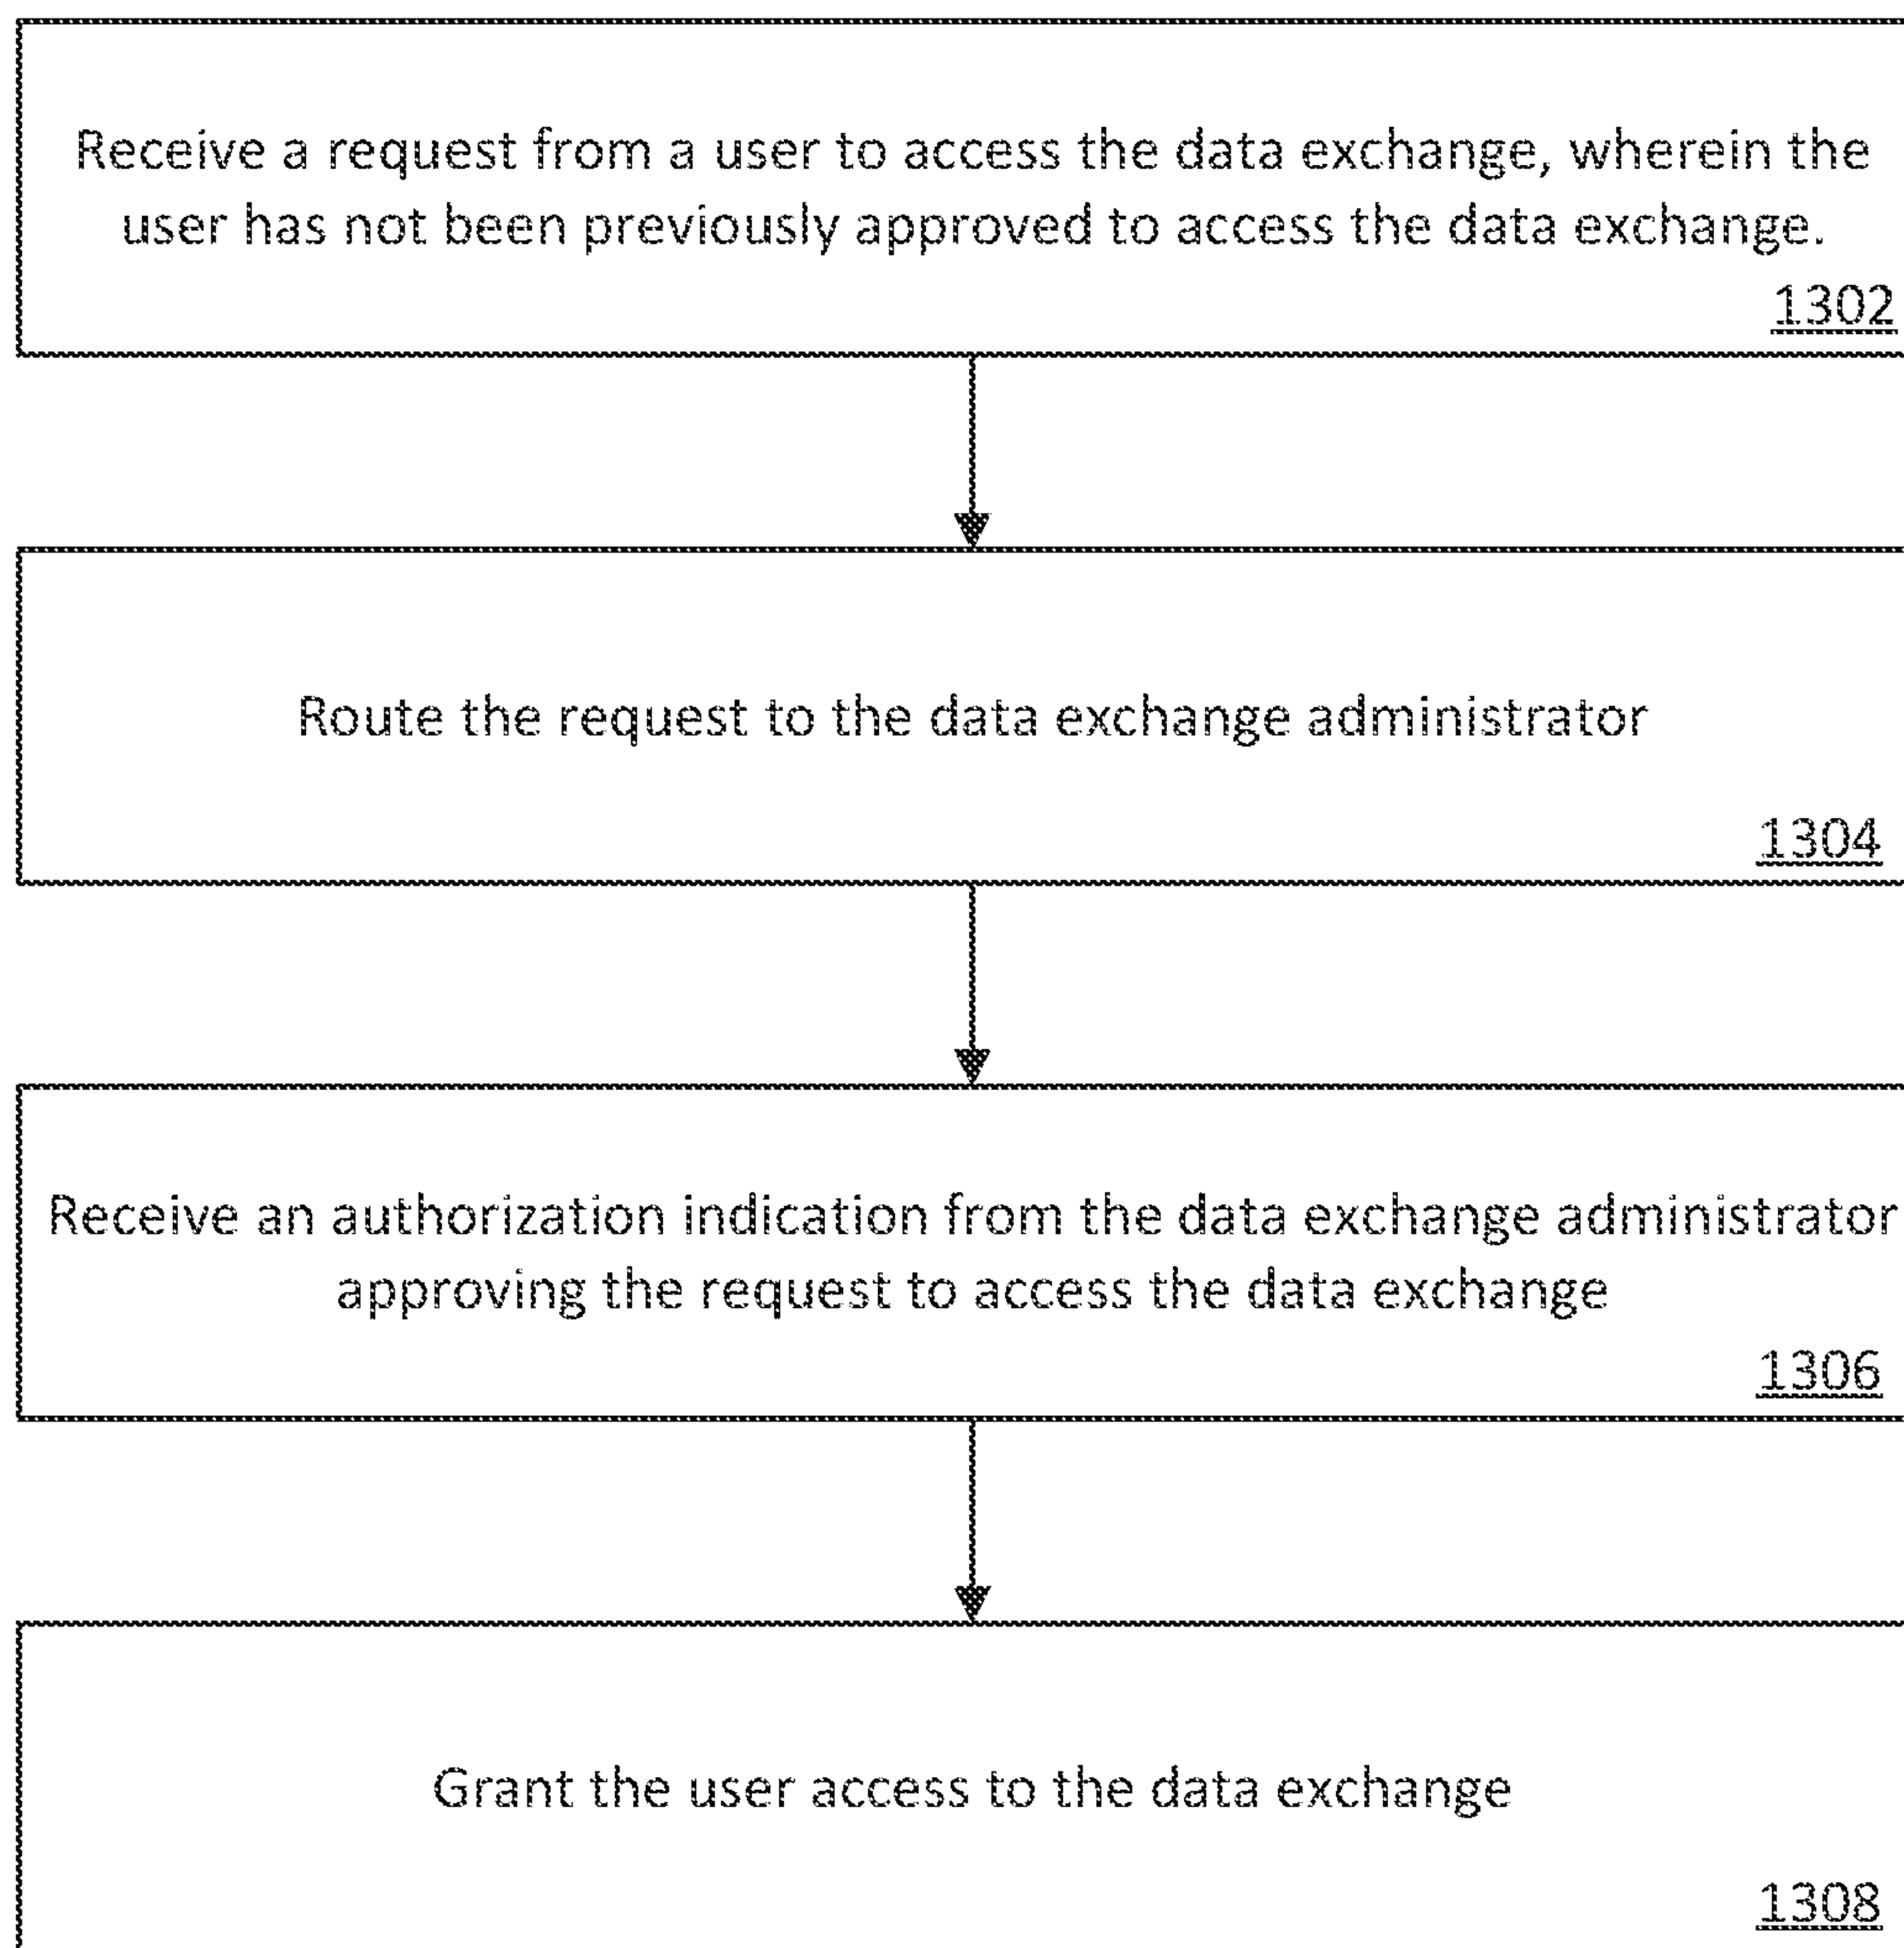 Receive a request from a user to access the data exchange, wherein the
user has not been previously approved to access the data exchange.
1302
Route the request to the data exchange administrator
1304
Receive an authorization indication from the data exchange administrator
approving the request to access the data exchange
1306
Grant the user access to the data exchange
1308